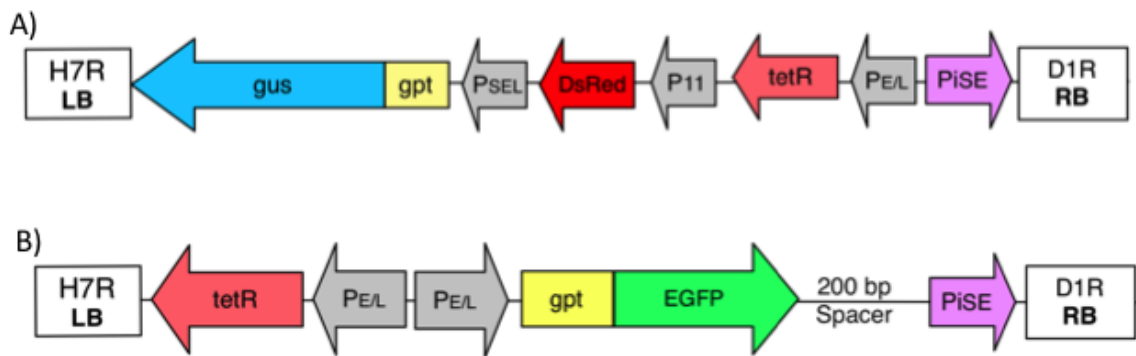 A)
H7R
LB
gus
gpt
PSEL
DsRed
P11
tetR
PE/L
PiSE
D1R
RB
B)
H7R
LB
tetR
PE/L
PE/L
gpt
EGFP
200 bp
Spacer
PiSE
D1R
RB